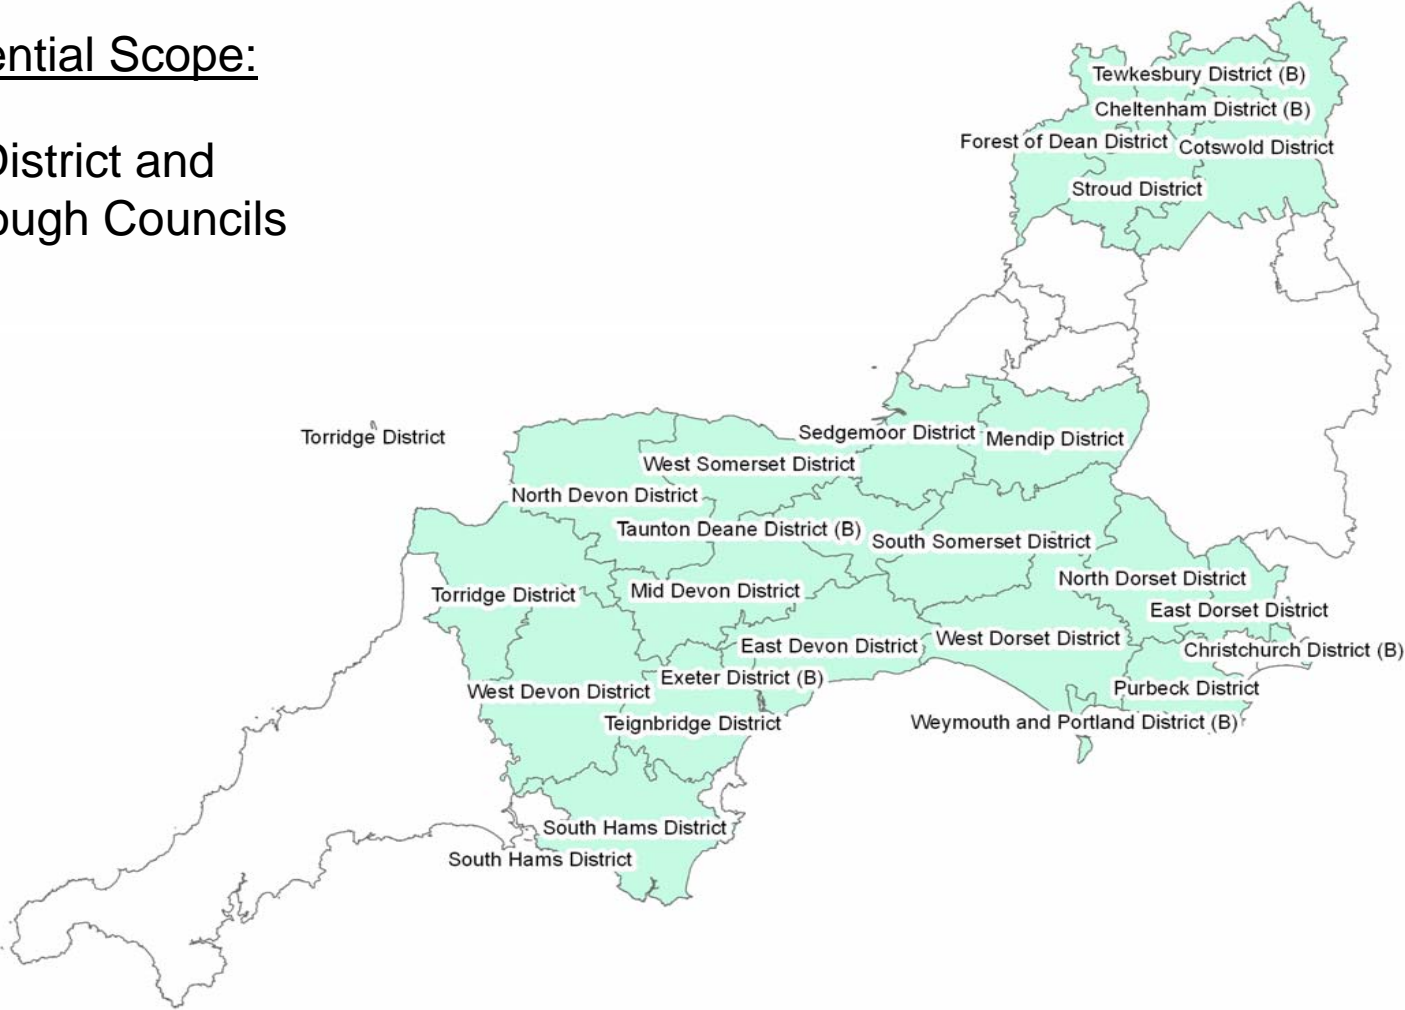 ential Scope:
District and
ough Councils
Tewkesbury District (B)
Cheltenham District (B)
Forest of Dean District
Cotswold District
Stroud District
Torridge District
Sedgemoor District
Mendip District
West Somerset District
North Devon District
Taunton Deane District (B)
South Somerset District
North Dorset District
Torridge District
Mid Devon District
East Dorset District
East Devon District
West Dorset District
Christchurch District (B)
Exeter District (B)
West Devon District
Purbeck District
Teignbridge District
Weymouth and Portland District (B)
South Hams District
South Hams District